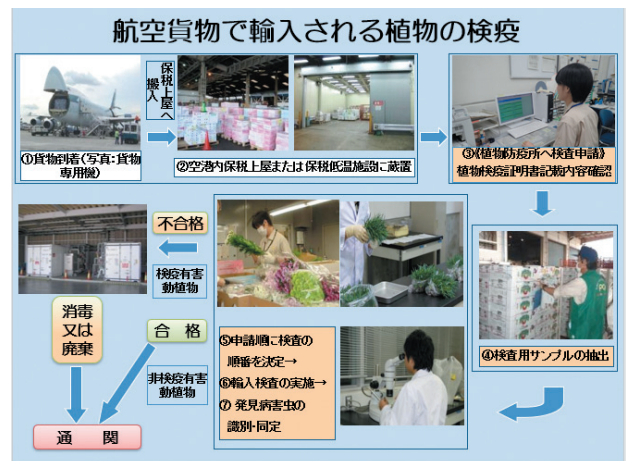 航空貨物で輸入される植物の検疫
保税上屋へ
搬入
①貨物到着(写真:貨物
専用機)
②空港内保税上屋または保税低温施設に蔵置
③《植物防疫所へ検査申請》
植物検疫証明書記載内容確認
④検査用サンプルの抽出
⑤申請順に検査の
順番を決定→
⑥輸入検査の実施→
⑦ 発見病害虫の
識別・同定
不合格
検疫有害
動植物
消毒
又は
廃棄
合 格
非検疫有害
動植物
通 関